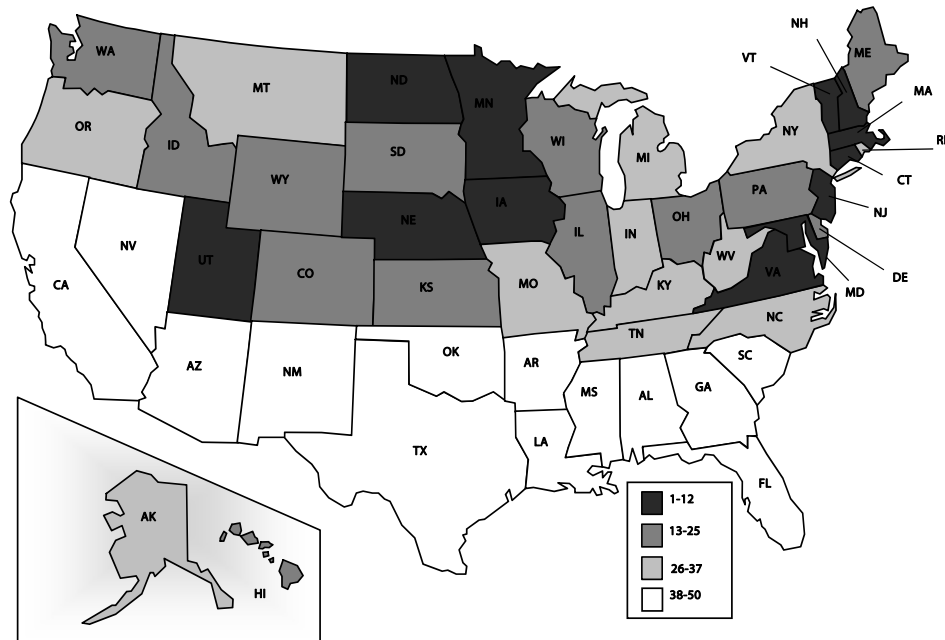 NH
WA
ME
VT
ND
MT
MN
MA
OR
NY
RI
WI
ID
SD
MI
WY
CT
PA
IA
NE
NJ
OH
NV
IL
IN
UT
WV
CO
VA
DE
CA
MO
KY
KS
MD
NC
TN
OK
SC
AR
AZ
NM
MS
AL
GA
LA
TX
FL
1-12
AK
13-25
26-37
HI
38-50